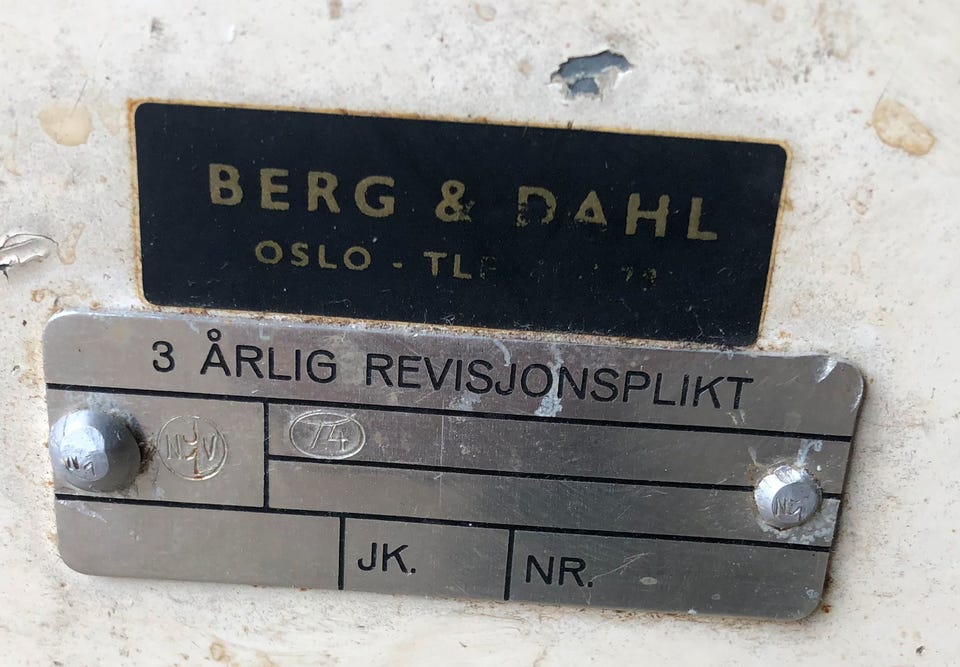 BERG & DAHL
OSLO - TLF
3 ÅRLIG REVISJONSPLIKT
74
JK. NR.